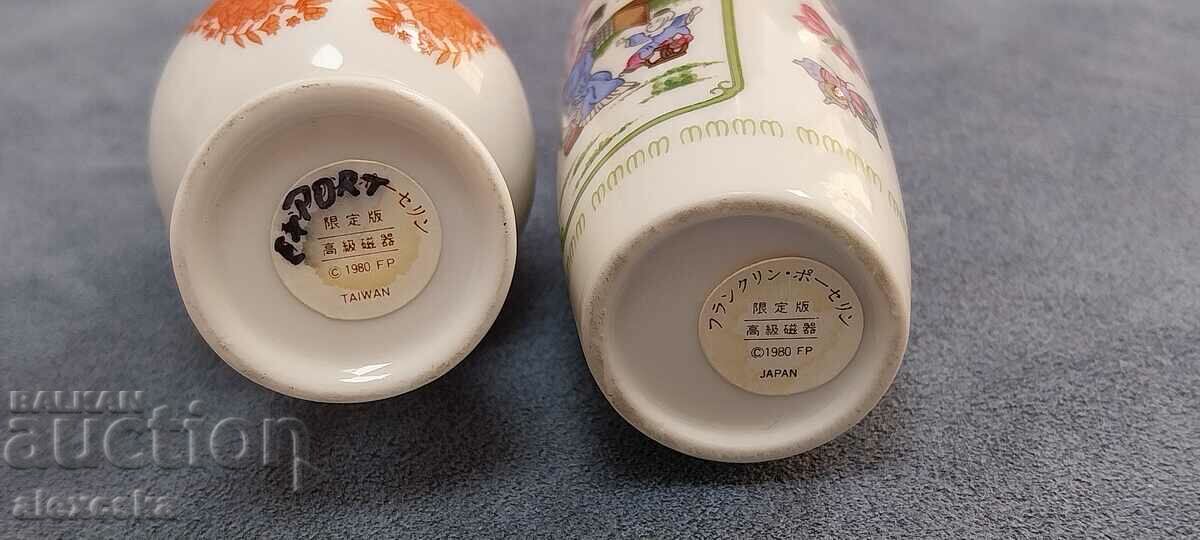 EXPORT
ーセリン
限定版
高級磁器
© 1980 FP
TAIWAN
フランクリン・ポーセリン
限定版
高級磁器
©1980 FP
JAPAN
BALKAN
auction
alexceska